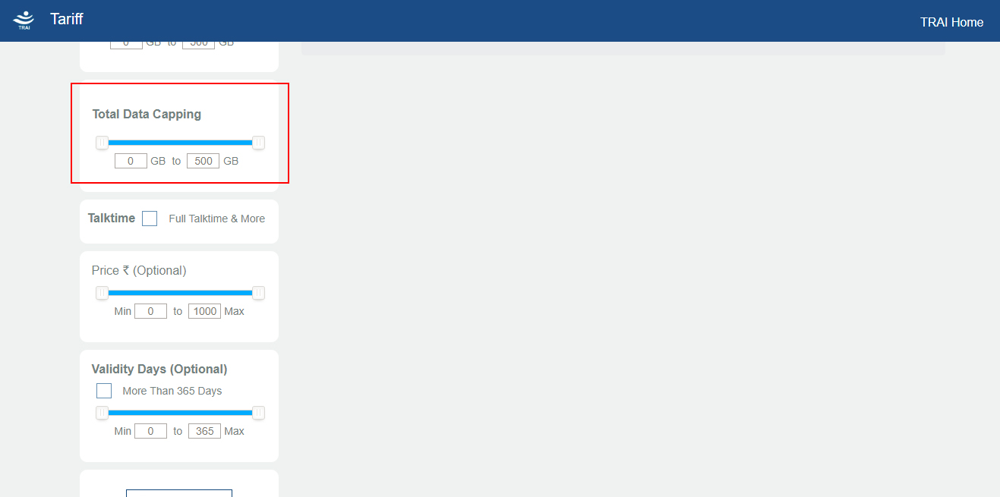 TRAI
Tariff
TRAI Home
0 GB to 500 GB
Total Data Capping
0 GB to 500 GB
Talktime Full Talktime & More
Price ₹ (Optional)
Min 0 to 1000 Max
Validity Days (Optional)
More Than 365 Days
Min 0 to 365 Max